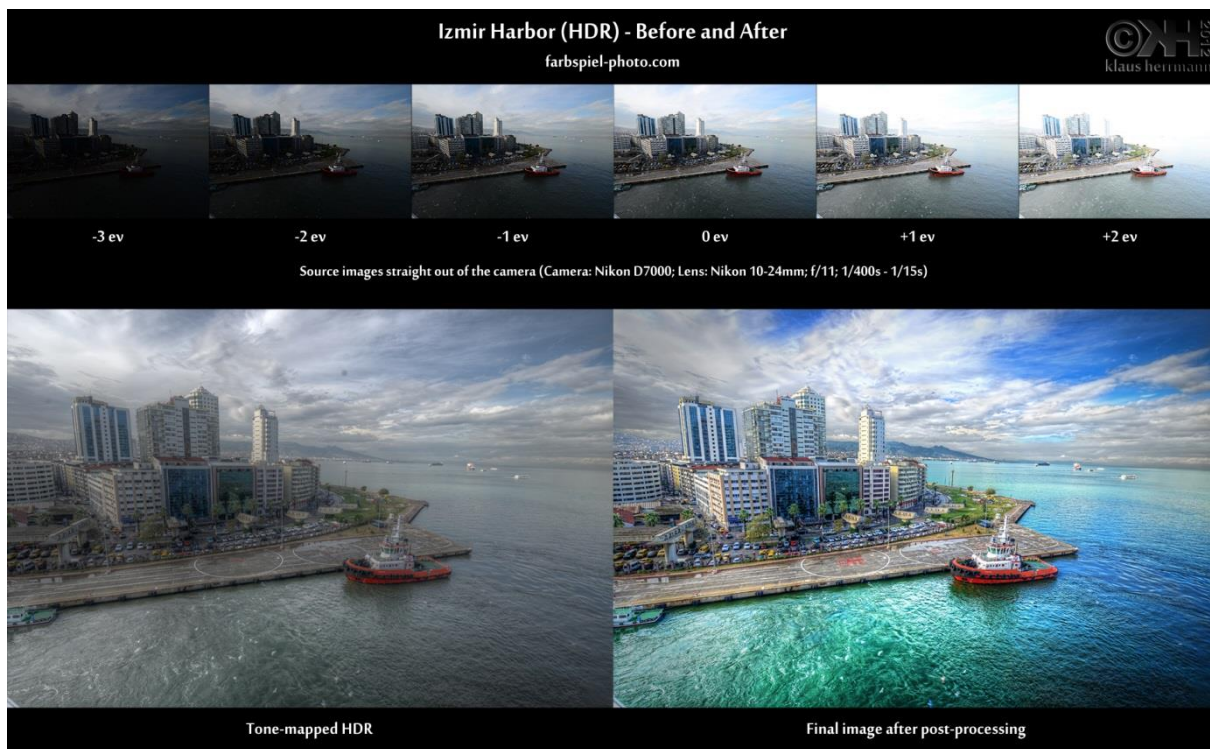 Izmir Harbor (HDR) - Before and After
farbspiel-photo.com
©KH 2012
klaus herrmann
-3 ev
-2 ev
-1 ev
0 ev
+1 ev
+2 ev
Source images straight out of the camera (Camera: Nikon D7000; Lens: Nikon 10-24mm; f/11; 1/400s - 1/15s)
Tone-mapped HDR
Final image after post-processing